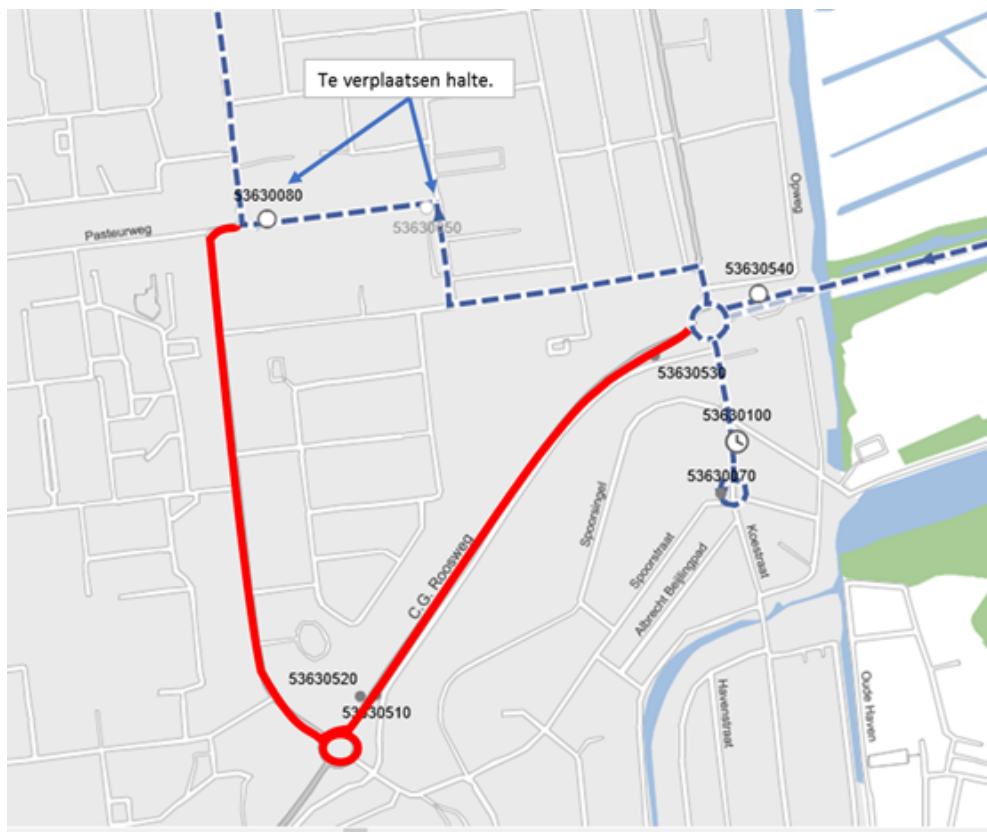 Te verplaatsen halte.
53630080
Opweg
Pasteurweg
53630540
53630530
53630100
53630070
Spoorsingel
Spoorstraat
Koestraat
Albrecht Beijlingpad
C.G. Roosweg
53630520
53630510
Havenstraat
Oude Haven